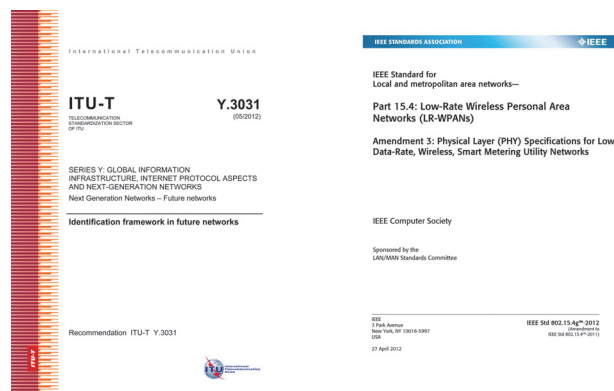 International Telecommunication Union
ITU-T
Y.3031
TELECOMMUNICATION
STANDARDIZATION SECTOR
OF ITU
(05/2012)
SERIES Y: GLOBAL INFORMATION
INFRASTRUCTURE, INTERNET PROTOCOL ASPECTS
AND NEXT-GENERATION NETWORKS
Next Generation Networks – Future networks
Identification framework in future networks
Recommendation ITU-T Y.3031
ITU-T
ITU
International
Telecommunication
Union
IEEE STANDARDS ASSOCIATION
IEEE
IEEE Standard for
Local and metropolitan area networks—
Part 15.4: Low-Rate Wireless Personal Area
Networks (LR-WPANs)
Amendment 3: Physical Layer (PHY) Specifications for Low
Data-Rate, Wireless, Smart Metering Utility Networks
IEEE Computer Society
Sponsored by the
LAN/MAN Standards Committee
IEEE
3 Park Avenue
New York, NY 10016-5997
USA
27 April 2012
IEEE Std 802.15.4g™-2012
(Amendment to
IEEE Std 802.15.4™-2011)